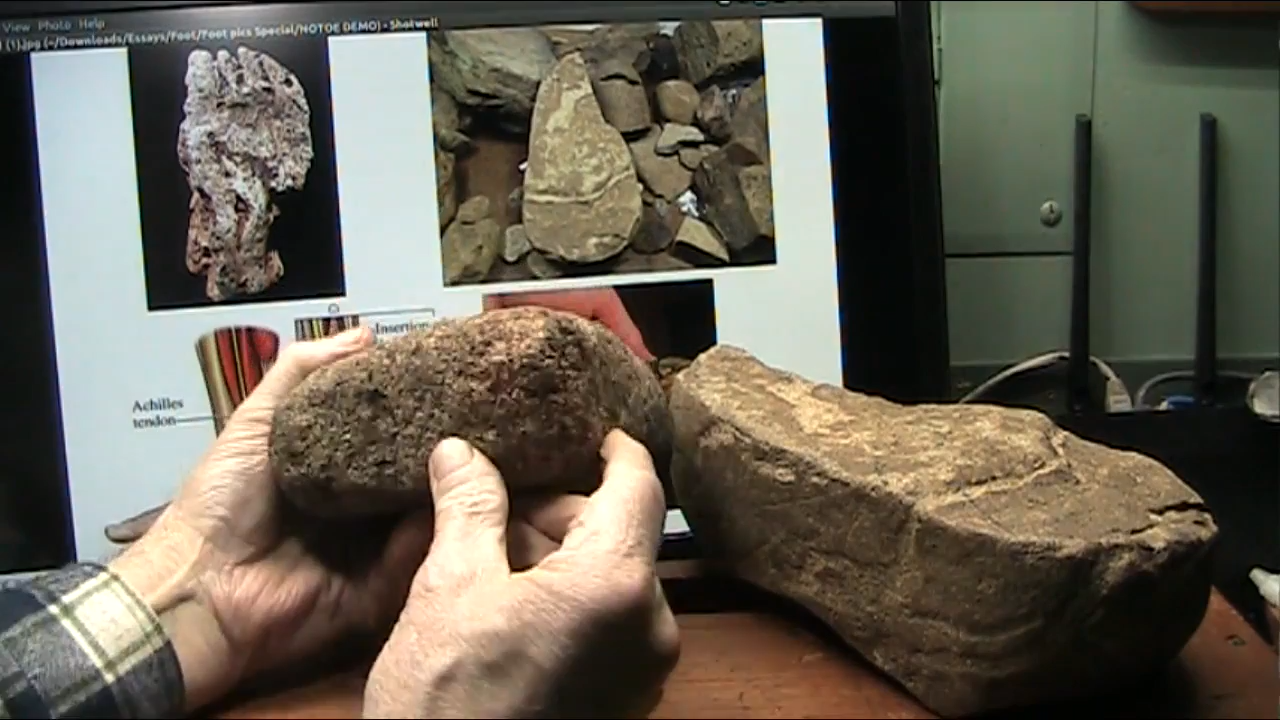 View Photo Help
(1).jpg (~/Downloads/Essays/Foot/Foot pics Special/NOTOE DEMO) - Shotwell
Insertion
Achilles
tendon